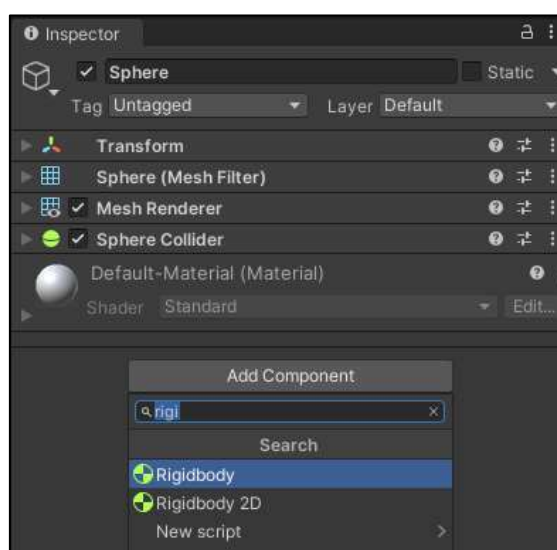 Inspector
Sphere Static
Tag Untagged Layer Default
Transform
Sphere (Mesh Filter)
Mesh Renderer
Sphere Collider
Default-Material (Material)
Shader Standard Edit...
Add Component
rigi
Search
Rigidbody
Rigidbody 2D
New script